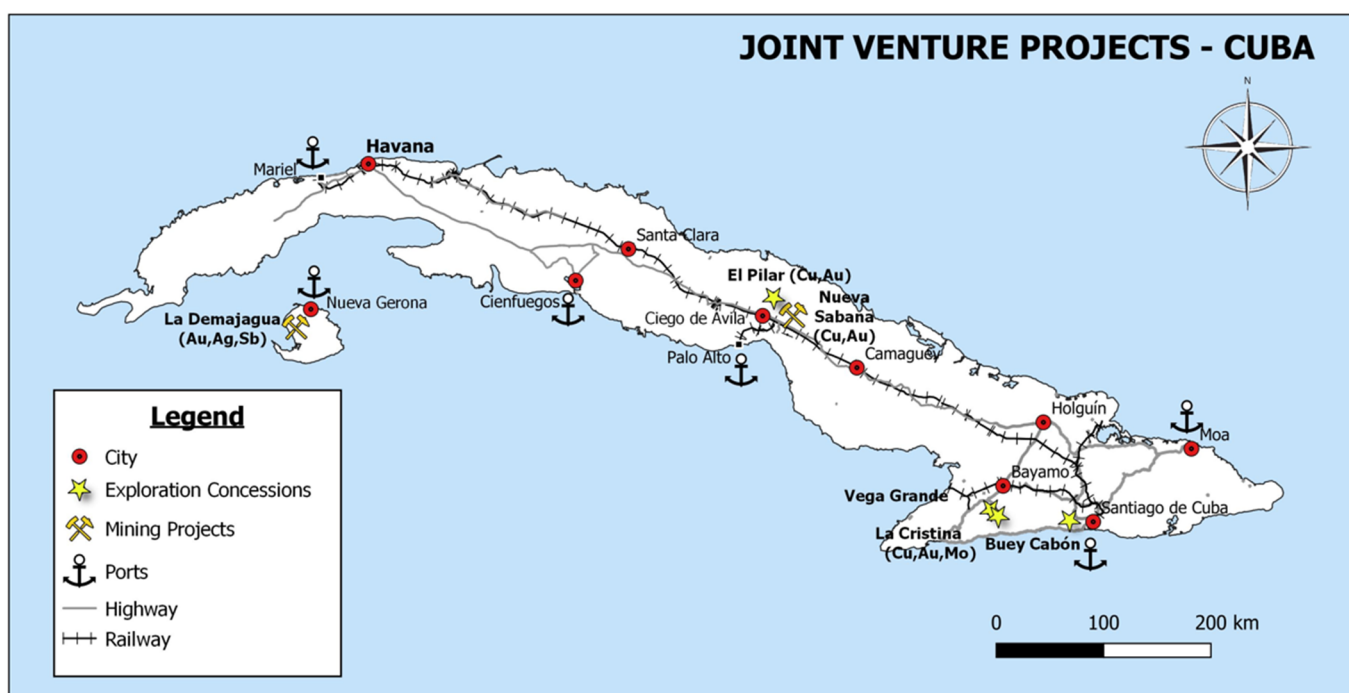 JOINT VENTURE PROJECTS - CUBA
N
Havana
Mariel
Santa Clara
El Pilar (Cu,Au)
Nueva Gerona
Cienfuegos
Nueva
Sabana
(Cu,Au)
La Demajagua
(Au,Ag,Sb)
Ciego de Ávila
Palo Alto
Camagüey
Legend
City
Exploration Concessions
Mining Projects
Ports
Highway
Railway
Holguín
Moa
Bayamo
Vega Grande
Santiago de Cuba
La Cristina
(Cu,Au,Mo)
Buey Cabón
0 100 200 km